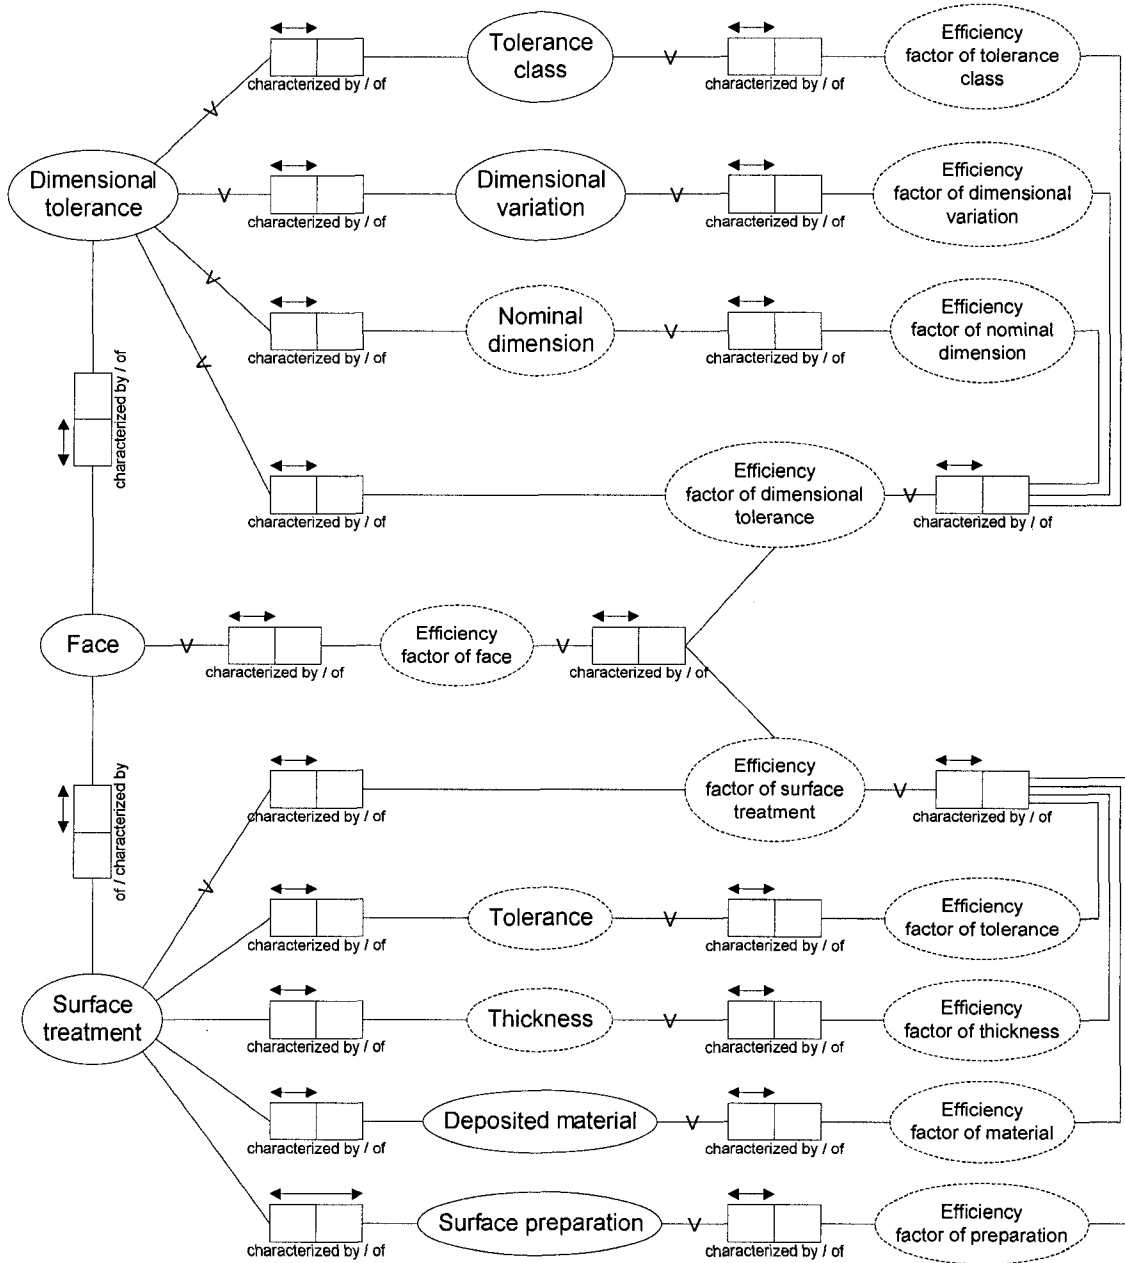 Tolerance
class
characterized by / of
characterized by / of
Efficiency
factor of tolerance
class
Dimensional
tolerance
characterized by / of
Dimensional
variation
characterized by / of
Efficiency
factor of dimensional
variation
characterized by / of
Nominal
dimension
characterized by / of
Efficiency
factor of nominal
dimension
characterized by / of
characterized by / of
Efficiency
factor of dimensional
tolerance
characterized by / of
Face
characterized by / of
Efficiency
factor of face
characterized by / of
of / characterized by
characterized by / of
Efficiency
factor of surface
treatment
characterized by / of
characterized by / of
Tolerance
characterized by / of
Efficiency
factor of tolerance
Surface
treatment
characterized by / of
Thickness
characterized by / of
Efficiency
factor of thickness
characterized by / of
Deposited material
characterized by / of
Efficiency
factor of material
characterized by / of
Surface preparation
characterized by / of
Efficiency
factor of preparation